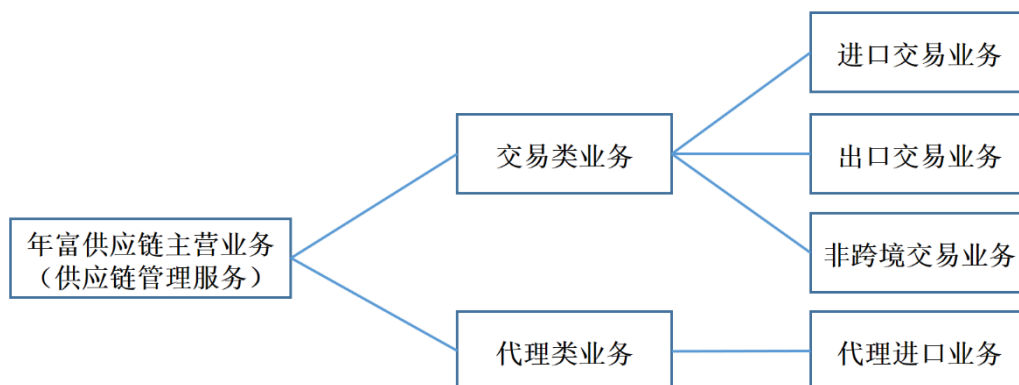 年富供应链主营业务
（供应链管理服务）
交易类业务
进口交易业务
出口交易业务
非跨境交易业务
代理类业务
代理进口业务